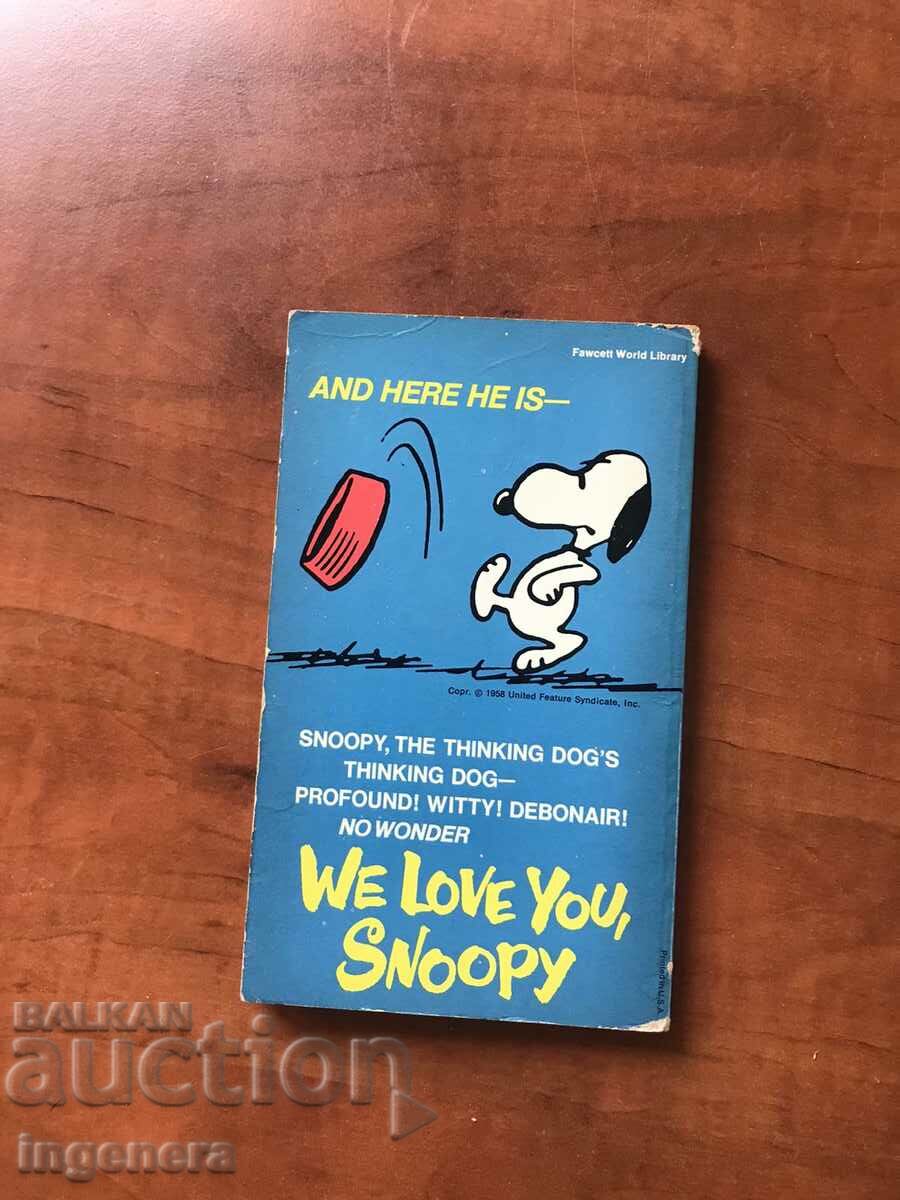 Fawcett World Library
AND HERE HE IS—
Copr. © 1958 United Feature Syndicate, Inc.
SNOOPY, THE THINKING DOG'S
THINKING DOG—
PROFOUND! WITTY! DEBONAIR!
NO WONDER
WE LOVE YOU,
SNOOPY
Printed in U.S.A
BALKAN
auction
ingenera